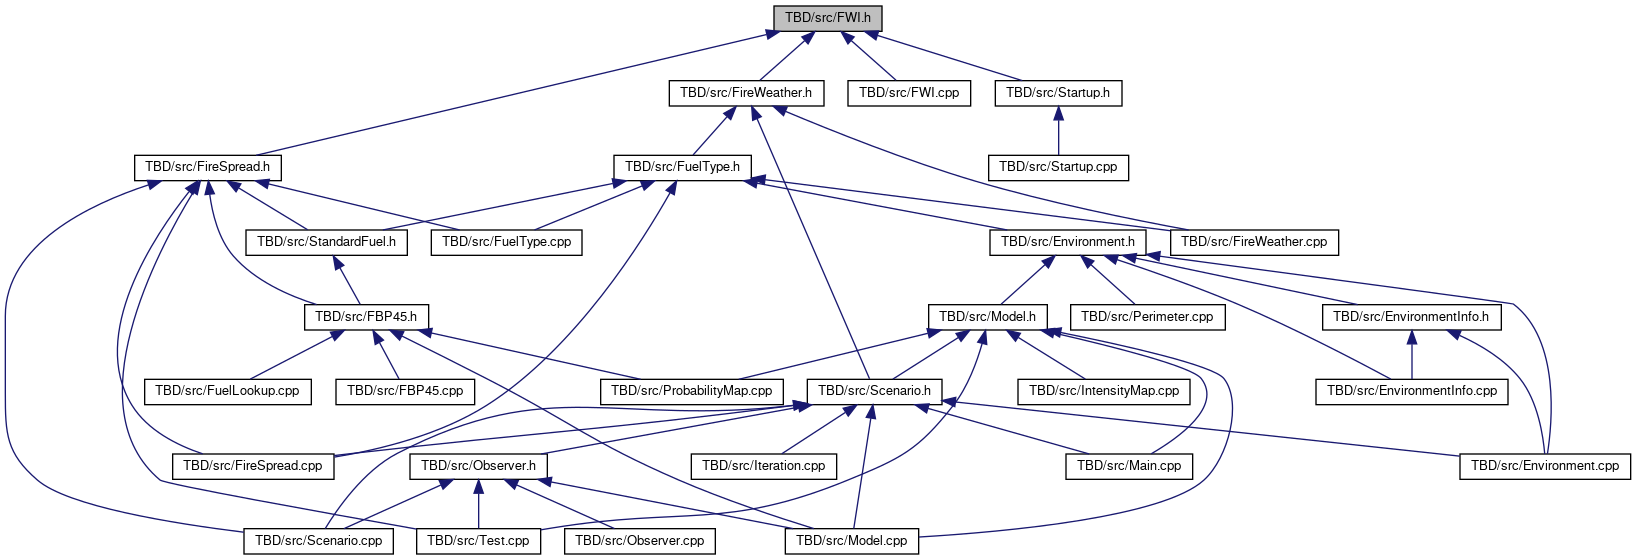 TBD/src/FWI.h
TBD/src/FireWeather.h
TBD/src/FWI.cpp
TBD/src/Startup.h
TBD/src/FireSpread.h
TBD/src/FuelType.h
TBD/src/Startup.cpp
TBD/src/StandardFuel.h
TBD/src/FuelType.cpp
TBD/src/Environment.h
TBD/src/FireWeather.cpp
TBD/src/FBP45.h
TBD/src/Model.h
TBD/src/Perimeter.cpp
TBD/src/EnvironmentInfo.h
TBD/src/FuelLookup.cpp
TBD/src/FBP45.cpp
TBD/src/ProbabilityMap.cpp
TBD/src/Scenario.h
TBD/src/IntensityMap.cpp
TBD/src/EnvironmentInfo.cpp
TBD/src/FireSpread.cpp
TBD/src/Observer.h
TBD/src/Iteration.cpp
TBD/src/Main.cpp
TBD/src/Environment.cpp
TBD/src/Scenario.cpp
TBD/src/Test.cpp
TBD/src/Observer.cpp
TBD/src/Model.cpp